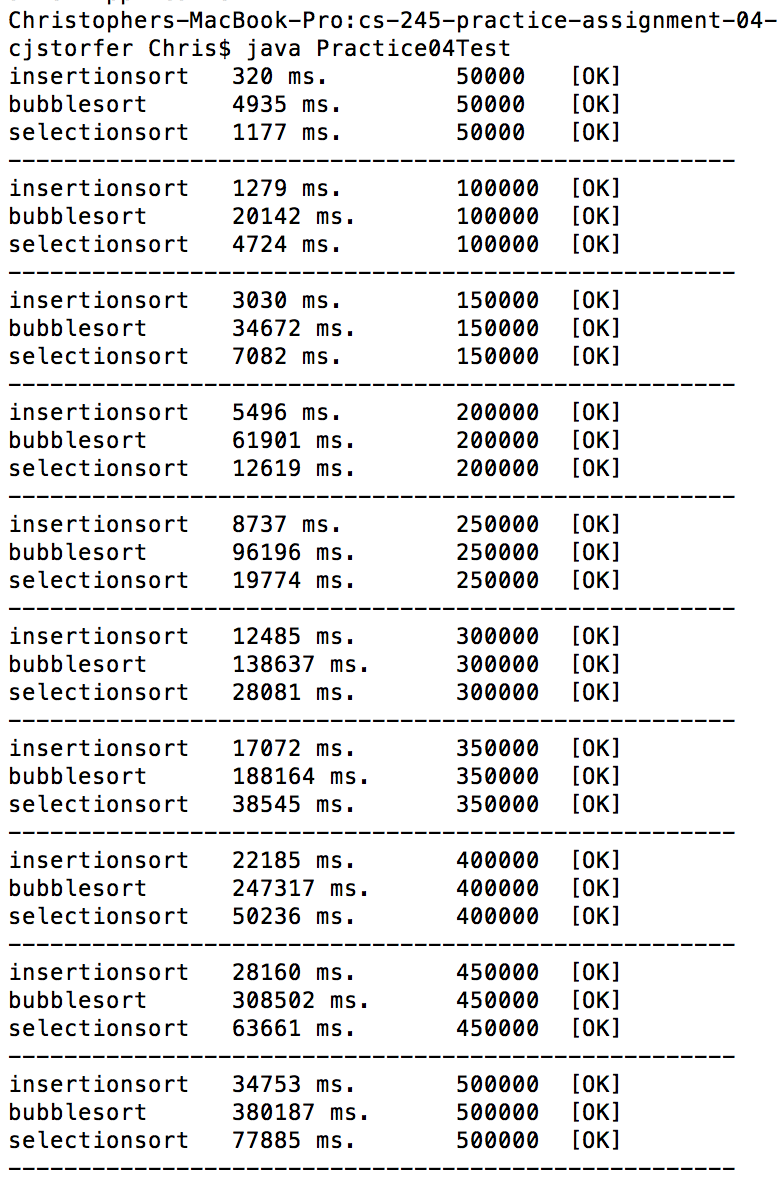 Christophers-MacBook-Pro:cs-245-practice-assignment-04-
cjstorfer Chris$ java Practice04Test
insertionsort 320 ms. 50000 [OK]
bubblesort 4935 ms. 50000 [OK]
selectionsort 1177 ms. 50000 [OK]
----------------------------------------------------
insertionsort 1279 ms. 100000 [OK]
bubblesort 20142 ms. 100000 [OK]
selectionsort 4724 ms. 100000 [OK]
----------------------------------------------------
insertionsort 3030 ms. 150000 [OK]
bubblesort 34672 ms. 150000 [OK]
selectionsort 7082 ms. 150000 [OK]
----------------------------------------------------
insertionsort 5496 ms. 200000 [OK]
bubblesort 61901 ms. 200000 [OK]
selectionsort 12619 ms. 200000 [OK]
----------------------------------------------------
insertionsort 8737 ms. 250000 [OK]
bubblesort 96196 ms. 250000 [OK]
selectionsort 19774 ms. 250000 [OK]
----------------------------------------------------
insertionsort 12485 ms. 300000 [OK]
bubblesort 138637 ms. 300000 [OK]
selectionsort 28081 ms. 300000 [OK]
----------------------------------------------------
insertionsort 17072 ms. 350000 [OK]
bubblesort 188164 ms. 350000 [OK]
selectionsort 38545 ms. 350000 [OK]
----------------------------------------------------
insertionsort 22185 ms. 400000 [OK]
bubblesort 247317 ms. 400000 [OK]
selectionsort 50236 ms. 400000 [OK]
----------------------------------------------------
insertionsort 28160 ms. 450000 [OK]
bubblesort 308502 ms. 450000 [OK]
selectionsort 63661 ms. 450000 [OK]
----------------------------------------------------
insertionsort 34753 ms. 500000 [OK]
bubblesort 380187 ms. 500000 [OK]
selectionsort 77885 ms. 500000 [OK]
----------------------------------------------------